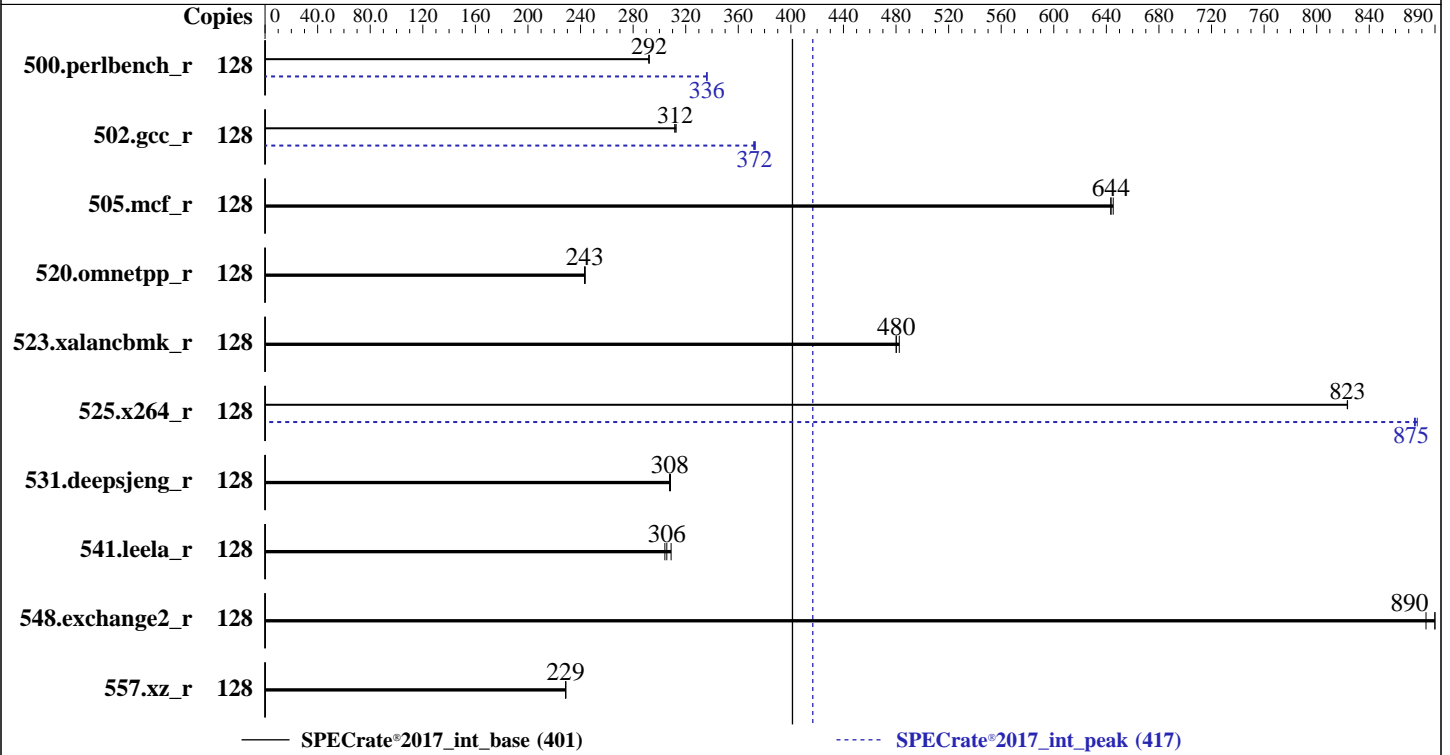 Copies 0 40.0 80.0 120 160 200 240 280 320 360 400 440 480 520 560 600 640 680 720 760 800 840 890
292
500.perlbench_r 128
336
312
502.gcc_r 128
372
644
505.mcf_r 128
243
520.omnetpp_r 128
480
523.xalancbmk_r 128
823
525.x264_r 128
875
308
531.deepsjeng_r 128
306
541.leela_r 128
890
548.exchange2_r 128
229
557.xz_r 128
SPECrate®2017_int_base (401) SPECrate®2017_int_peak (417)